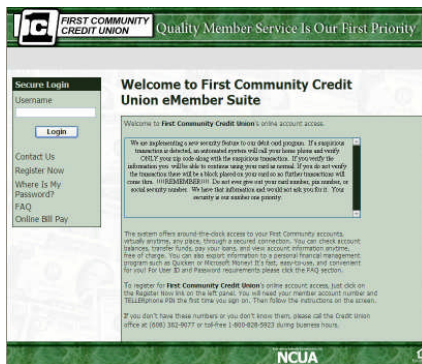 1C
FIRST COMMUNITY
CREDIT UNION
Quality Member Service Is Our First Priority
Secure Login
Username
Login
Contact Us
Register Now
Where Is My
Password?
FAQ
Online Bill Pay
Welcome to First Community Credit
Union eMember Suite
Welcome to First Community Credit Union's online account access.
We are implementing a new security feature to our debit card program. If a suspicious
transaction is detected, an automated system will call your home phone and verify
ONLY your zip code along with the suspicious transaction. If you verify the
information you will be able to continue using your card as normal. If you do not verify
the transaction there will be a block placed on your card so no further transactions will
come thru. !!!!REMEMBER!!!! Do not ever give out your card number, pin number, or
social security number. We have that information and would not ask you for it. Your
security is our number one priority.
The system offers around-the-clock access to your First Community accounts,
virtually anytime, any place, through a secured connection. You can check account
balances, transfer funds, pay your loans, and view account information anytime,
free of charge. You can also export information to a personal financial management
program such as Quicken or Microsoft Money! It's fast, easy-to-use, and convenient
for you! For User ID and Password requirements please click the FAQ section.
To register for First Community Credit Union's online account access, just click on
the Register Now link on the left panel. You will need your member account number and
TELLERphone PIN the first time you sign on. Then follow the instructions on the screen.
If you don't have these numbers or you don't know them, please call the Credit Union
office at (608) 362-9077 or toll-free 1-800-828-5923 during business hours.
NCUA